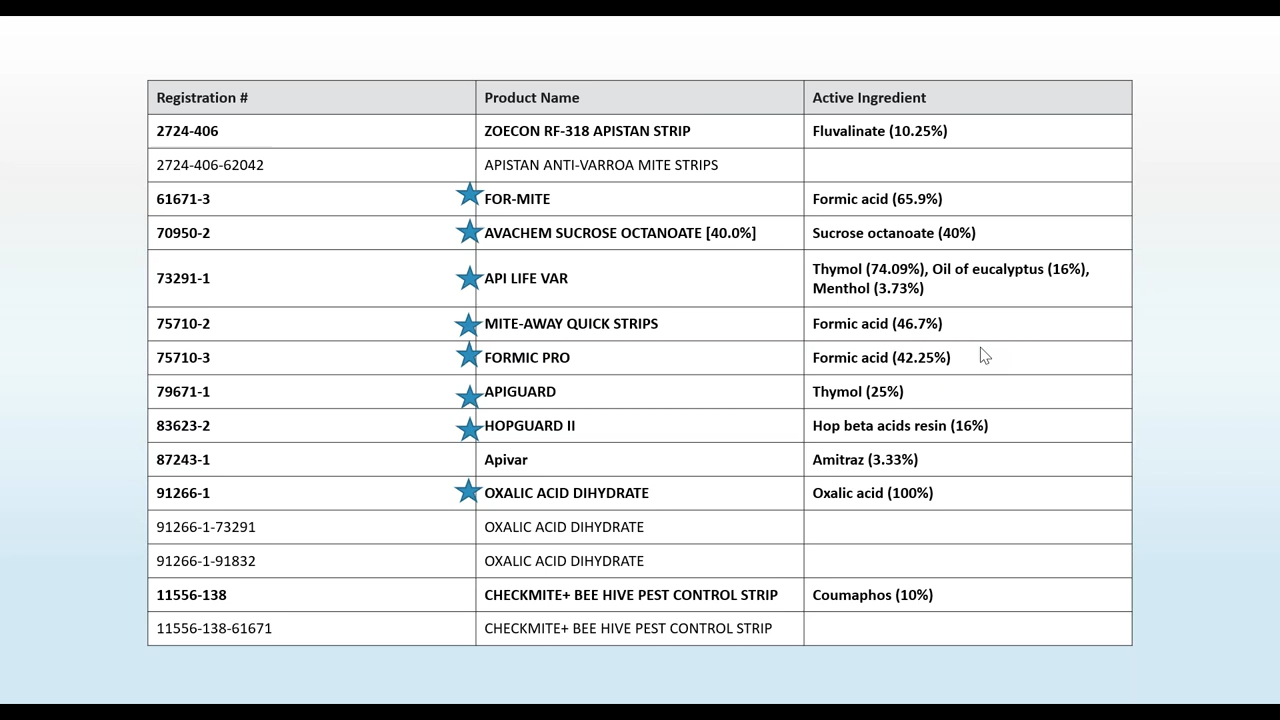 Registration # Product Name Active Ingredient
2724-406 ZOECON RF-318 APISTAN STRIP Fluvalinate (10.25%)
2724-406-62042 APISTAN ANTI-VARROA MITE STRIPS
61671-3 FOR-MITE Formic acid (65.9%)
70950-2 AVACHEM SUCROSE OCTANOATE [40.0%] Sucrose octanoate (40%)
73291-1 API LIFE VAR Thymol (74.09%), Oil of eucalyptus (16%),
Menthol (3.73%)
75710-2 MITE-AWAY QUICK STRIPS Formic acid (46.7%)
75710-3 FORMIC PRO Formic acid (42.25%)
79671-1 APIGUARD Thymol (25%)
83623-2 HOPGUARD II Hop beta acids resin (16%)
87243-1 Apivar Amitraz (3.33%)
91266-1 OXALIC ACID DIHYDRATE Oxalic acid (100%)
91266-1-73291 OXALIC ACID DIHYDRATE
91266-1-91832 OXALIC ACID DIHYDRATE
11556-138 CHECKMITE+ BEE HIVE PEST CONTROL STRIP Coumaphos (10%)
11556-138-61671 CHECKMITE+ BEE HIVE PEST CONTROL STRIP